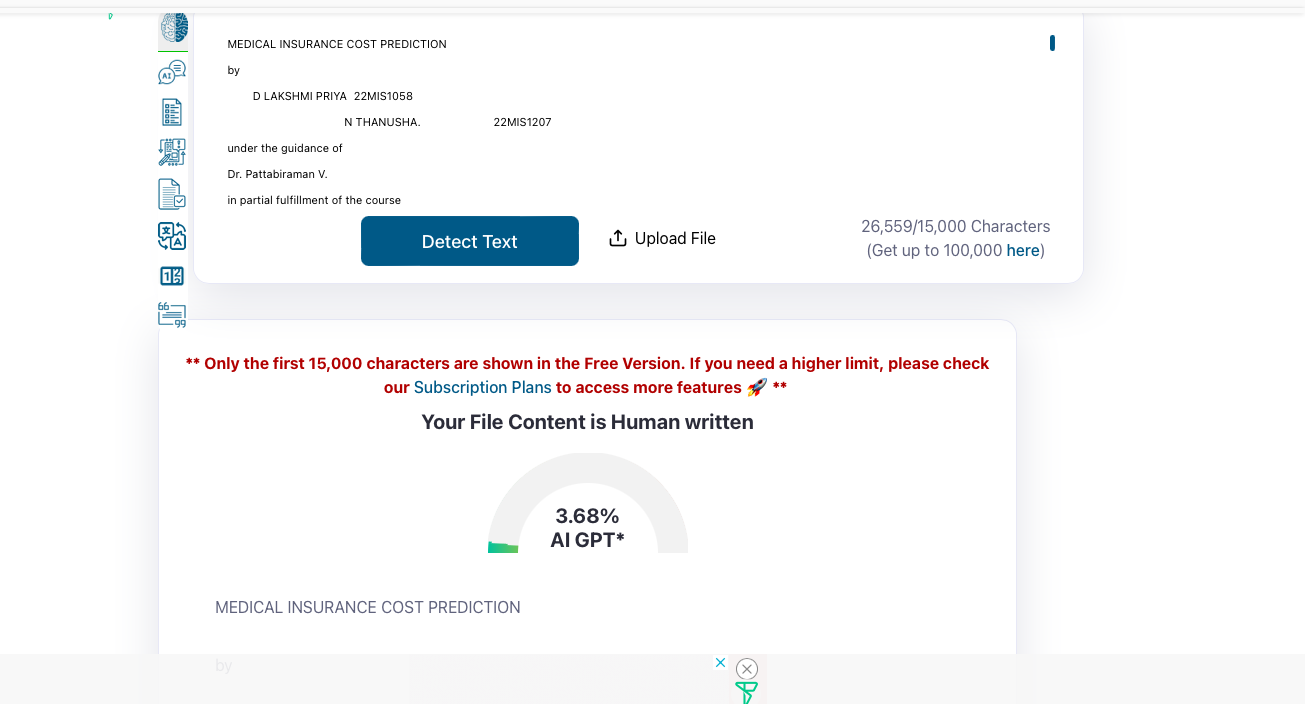 MEDICAL INSURANCE COST PREDICTION
by
D LAKSHMI PRIYA 22MIS1058
N THANUSHA. 22MIS1207
under the guidance of
Dr. Pattabiraman V.
in partial fulfillment of the course
Detect Text
Upload File
26,559/15,000 Characters
(Get up to 100,000 here)
** Only the first 15,000 characters are shown in the Free Version. If you need a higher limit, please check
our Subscription Plans to access more features 🚀 **
Your File Content is Human written
3.68%
AI GPT*
MEDICAL INSURANCE COST PREDICTION
by